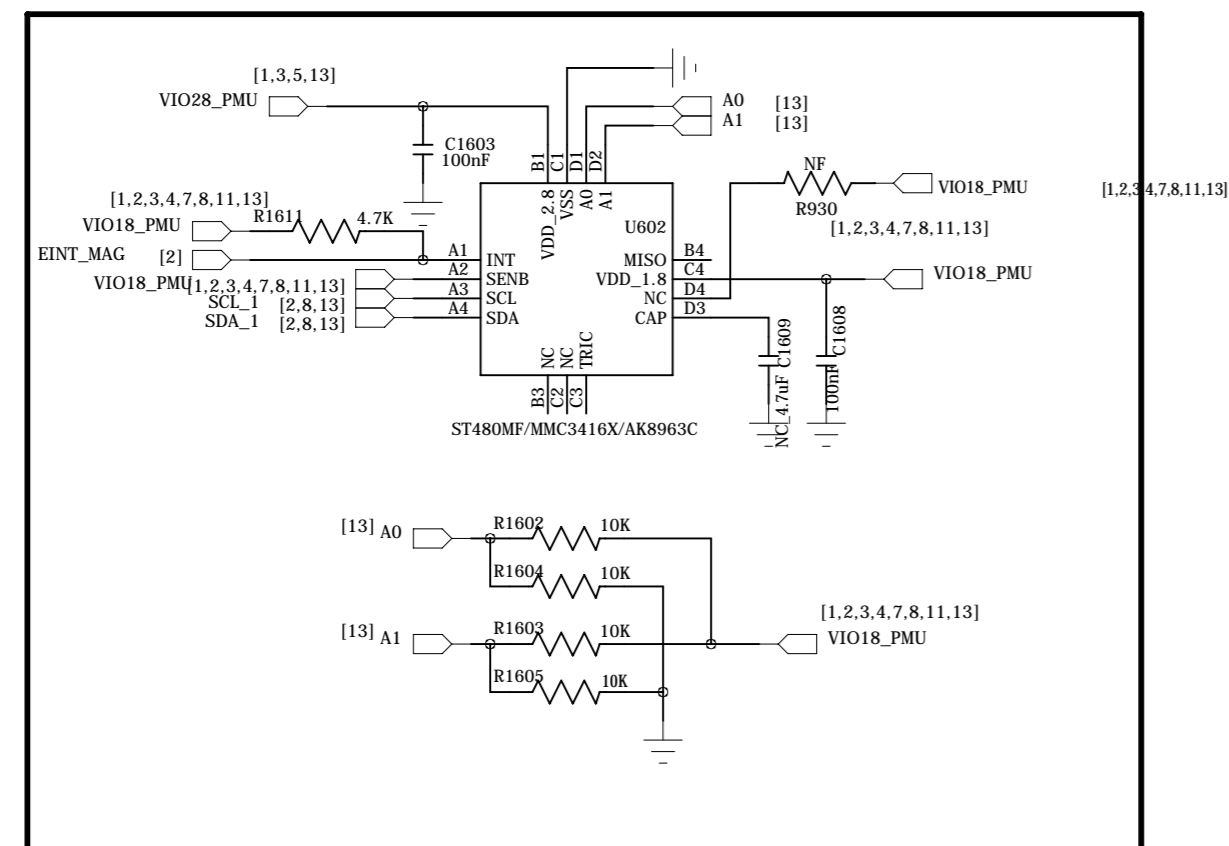 [1,3,5,13]
VIO28_PMU
A0 [13]
A1 [13]
C1603
100nF
B1
C1
D1
D2
NF
VIO18_PMU
[1,2,3,4,7,8,11,13]
R930
[1,2,3,4,7,8,11,13]
[1,2,3,4,7,8,11,13]
VIO18_PMU
R1611
4.7K
VDD_2.8
VSS
A0
A1
U602
EINT_MAG [2]
A1
INT
MISO
B4
VIO18_PMU[1,2,3,4,7,8,11,13]
A2
SENB
VDD_1.8
C4
VIO18_PMU
SCL_1 [2,8,13]
A3
SCL
NC
D4
SDA_1 [2,8,13]
A4
SDA
CAP
D3
NC
NC
TRIC
B3
C2
C3
C1609
NC_4.7uF
C1608
100nF
ST480MF/MMC3416X/AK8963C
[13] A0
R1602
10K
R1604
10K
[13] A1
R1603
10K
[1,2,3,4,7,8,11,13]
VIO18_PMU
R1605
10K